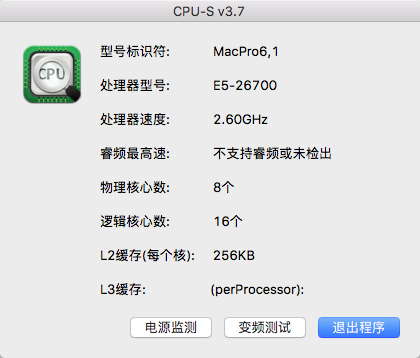 CPU-S v3.7
CPU
型号标识符: MacPro6,1
处理器型号: E5-26700
处理器速度: 2.60GHz
睿频最高速: 不支持睿频或未检出
物理核心数: 8个
逻辑核心数: 16个
L2缓存(每个核): 256KB
L3缓存: (perProcessor):
电源监测 变频测试 退出程序